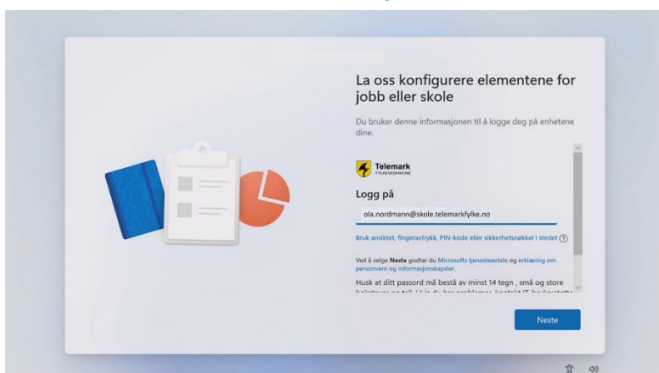 La oss konfigurere elementene for
jobb eller skole
Du bruker denne informasjonen til å logge deg på enhetene
dine.
Telemark
FYLKESKOMMUNE
Logg på
ola.nordmann@skole.telemarkfylke.no
Bruk ansiktet, fingeravtrykk, PIN-kode eller sikkerhetsnøkkel i stedet
Ved å velge Neste godtar du Microsofts tjenesteavtale og erklæring om
personvern og informasjonskapsler.
Husk at ditt passord må bestå av minst 14 tegn , små og store
Neste